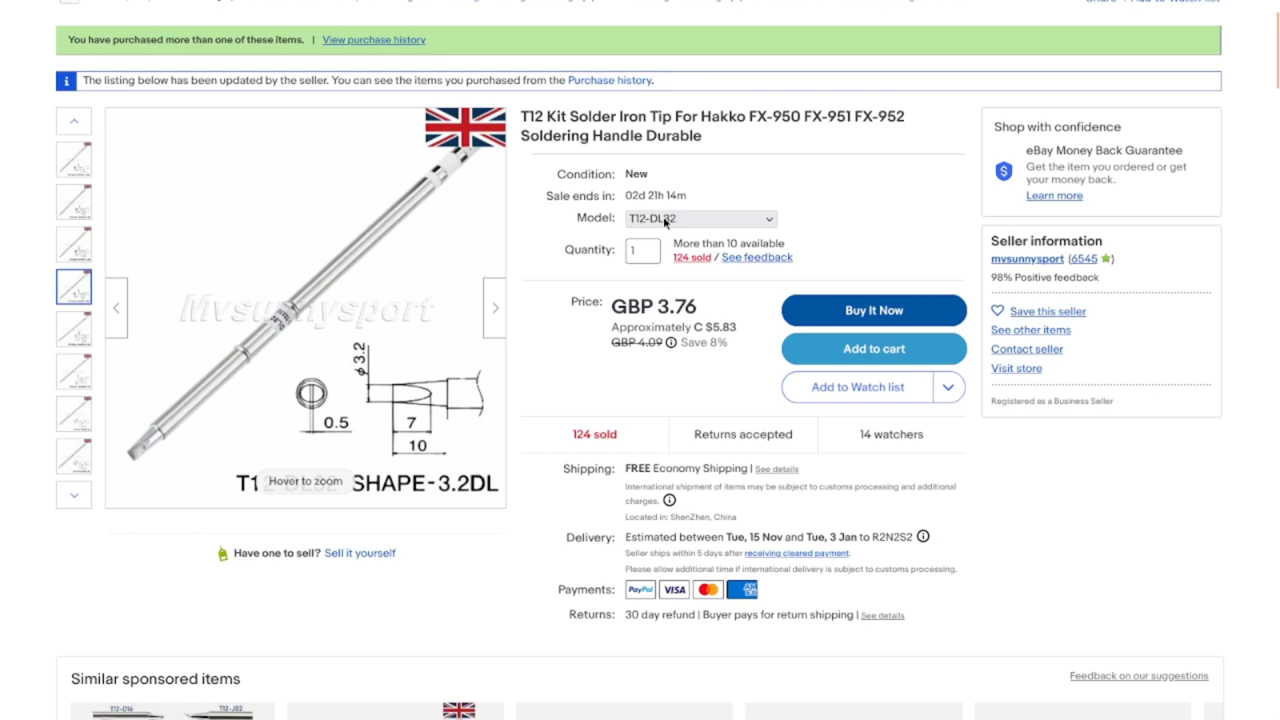 You have purchased more than one of these items. | View purchase history
The listing below has been updated by the seller. You can see the items you purchased from the Purchase history.
T12 Kit Solder Iron Tip For Hakko FX-950 FX-951 FX-952
Soldering Handle Durable
Condition: New
Sale ends in: 02d 21h 14m
Model: T12-DL32
Quantity: 1
More than 10 available
124 sold / See feedback
Price: GBP 3.76
Approximately C $5.83
GBP 4.09 Save 8%
Buy It Now
Add to cart
Add to Watch list
124 sold
Returns accepted
14 watchers
Shipping: FREE Economy Shipping | See details
International shipment of items may be subject to customs processing and additional
charges.
Located in: ShenZhen, China
Delivery: Estimated between Tue, 15 Nov and Tue, 3 Jan to R2N2S2
Seller ships within 5 days after receiving cleared payment.
Please allow additional time if international delivery is subject to customs processing.
Payments: PayPal VISA
Returns: 30 day refund | Buyer pays for return shipping | See details
Shop with confidence
eBay Money Back Guarantee
Get the item you ordered or get
your money back.
Learn more
Seller information
mvsunnysport (6545)
98% Positive feedback
Save this seller
See other items
Contact seller
Visit store
Registered as a Business Seller
Mvsunnysport
ϕ3.2
0.5
7
10
Hover to zoom
SHAPE-3.2DL
Have one to sell? Sell it yourself
Similar sponsored items
Feedback on our suggestions
T12-D16
T12-J02